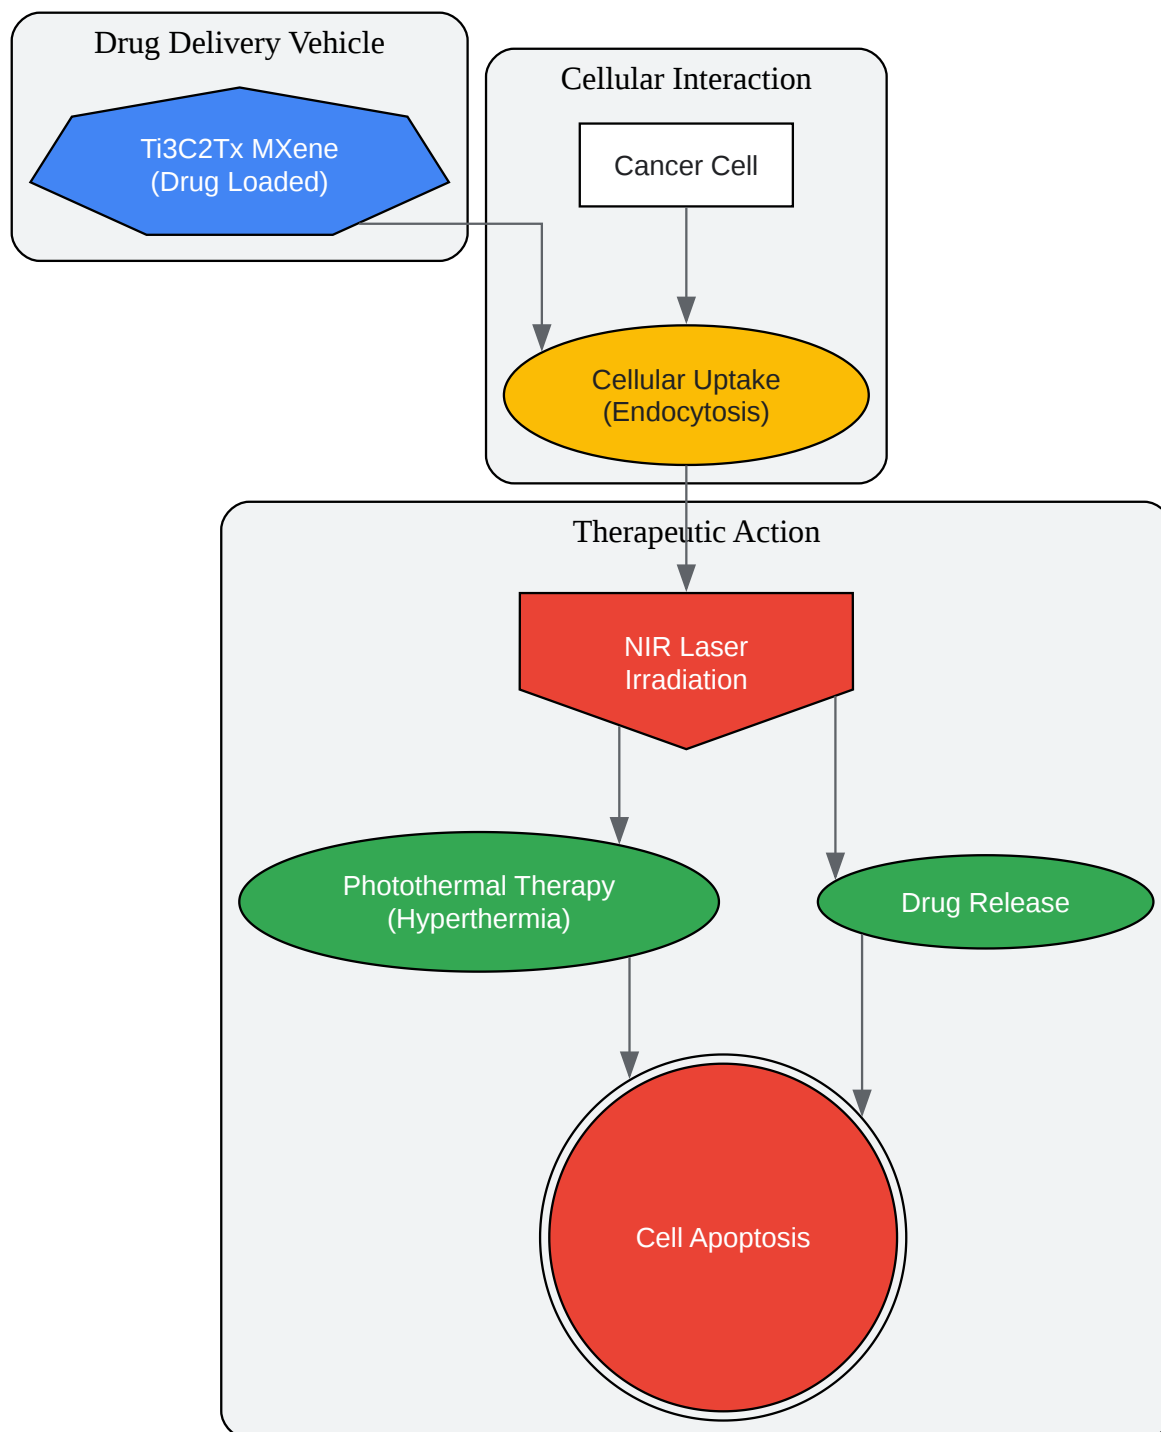 Drug Delivery Vehicle
Ti3C2Tx MXene
(Drug Loaded)
Cellular Interaction
Cancer Cell
Cellular Uptake
(Endocytosis)
Therapeutic Action
NIR Laser
Irradiation
Photothermal Therapy
(Hyperthermia)
Drug Release
Cell Apoptosis